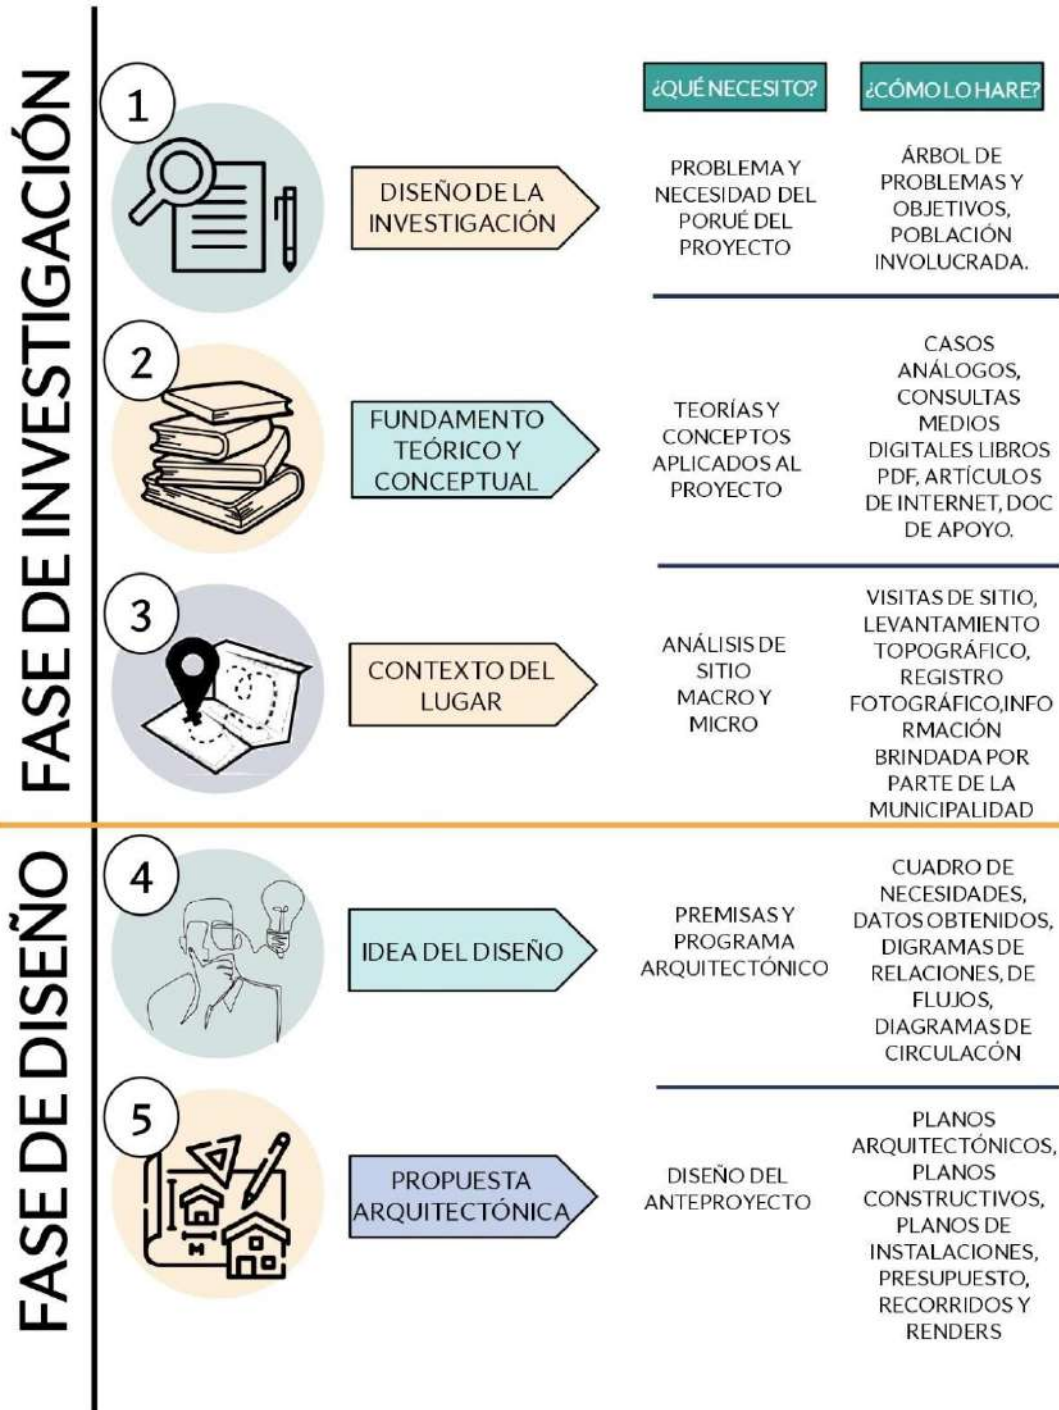 FASE DE INVESTIGACIÓN
¿QUÉ NECESITO?
¿CÓMO LO HARE?
1
DISEÑO DE LA
INVESTIGACIÓN
PROBLEMA Y
NECESIDAD DEL
PORUÉ DEL
PROYECTO
ÁRBOL DE
PROBLEMAS Y
OBJETIVOS,
POBLACIÓN
INVOLUCRADA.
2
FUNDAMENTO
TEÓRICO Y
CONCEPTUAL
TEORÍAS Y
CONCEPTOS
APLICADOS AL
PROYECTO
CASOS
ANÁLOGOS,
CONSULTAS
MEDIOS
DIGITALES LIBROS
PDF, ARTÍCULOS
DE INTERNET, DOC
DE APOYO.
3
CONTEXTO DEL
LUGAR
ANÁLISIS DE
SITIO
MACRO Y
MICRO
VISITAS DE SITIO,
LEVANTAMIENTO
TOPOGRÁFICO,
REGISTRO
FOTOGRÁFICO,INFO
RMACIÓN
BRINDADA POR
PARTE DE LA
MUNICIPALIDAD
FASE DE DISEÑO
4
IDEA DEL DISEÑO
PREMISAS Y
PROGRAMA
ARQUITECTÓNICO
CUADRO DE
NECESIDADES,
DATOS OBTENIDOS,
DIGRAMAS DE
RELACIONES, DE
FLUJOS,
DIAGRAMAS DE
CIRCULACÓN
5
PROPUESTA
ARQUITECTÓNICA
DISEÑO DEL
ANTEPROYECTO
PLANOS
ARQUITECTÓNICOS,
PLANOS
CONSTRUCTIVOS,
PLANOS DE
INSTALACIONES,
PRESUPUESTO,
RECORRIDOS Y
RENDERS